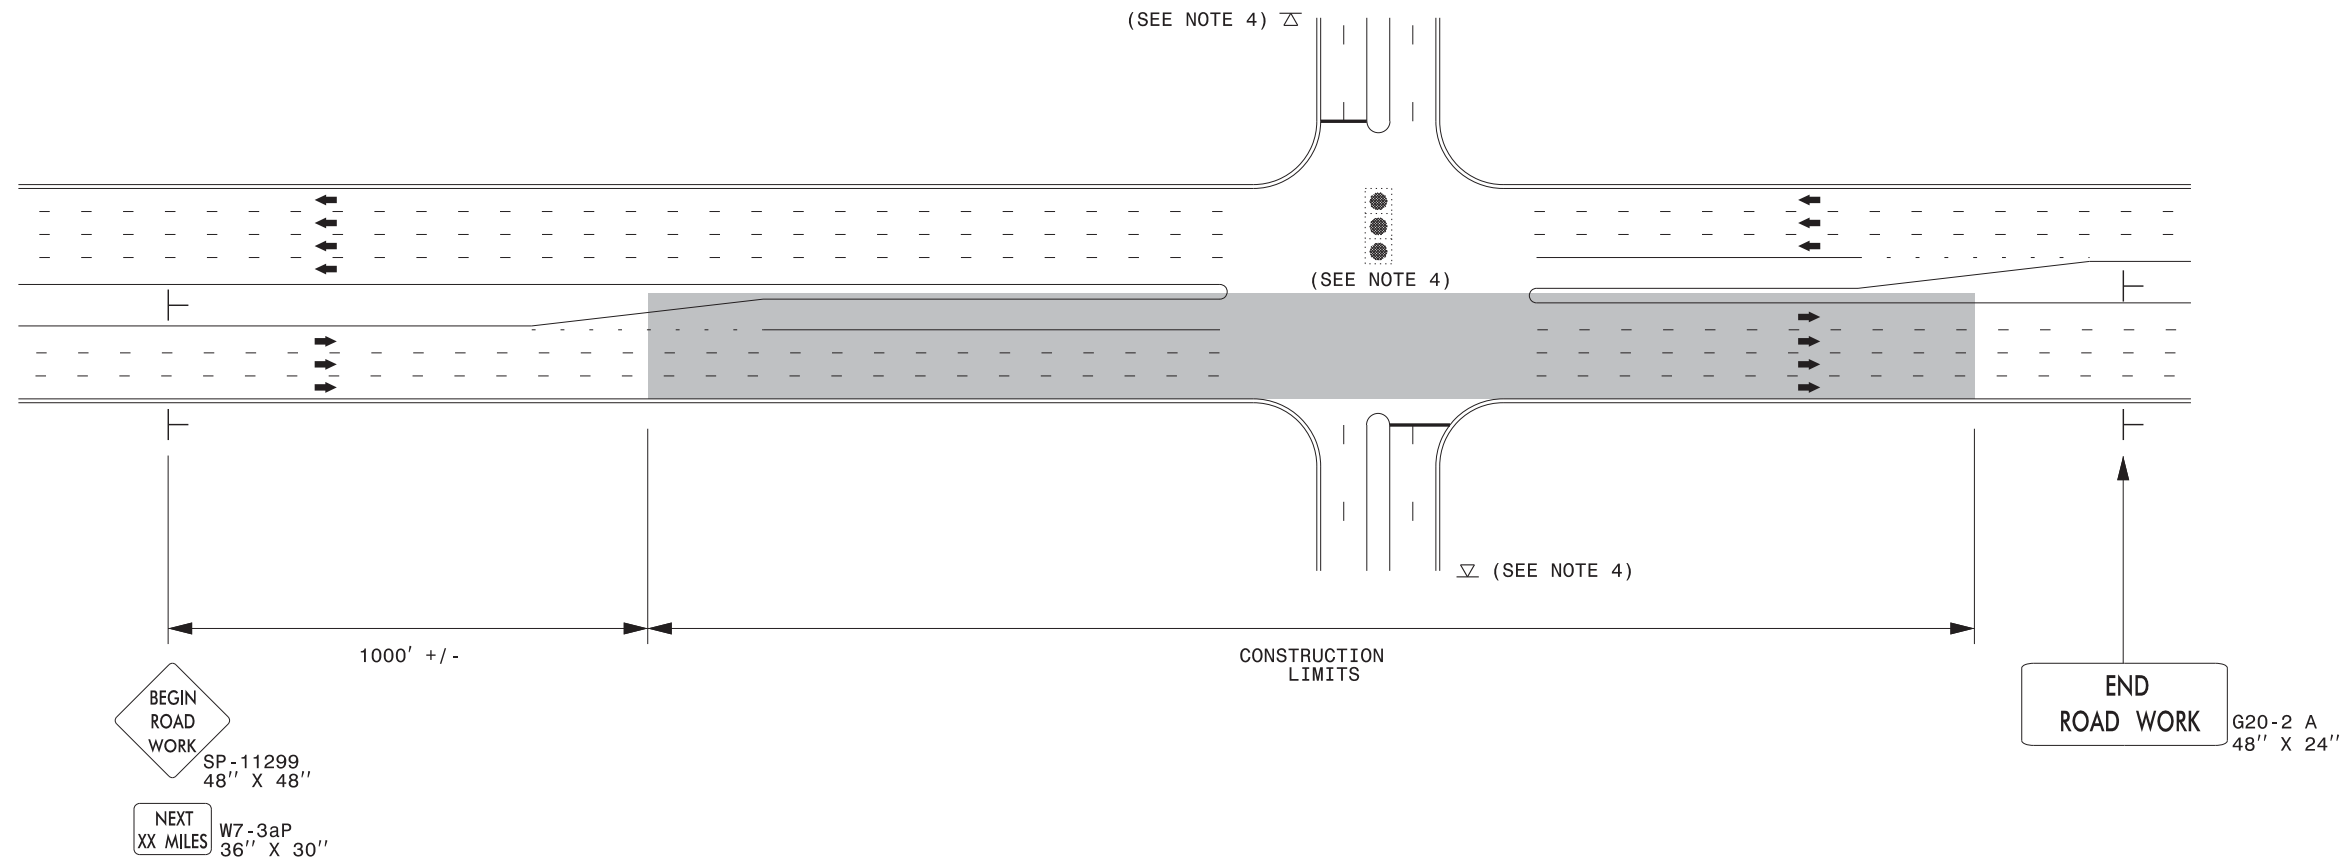 (SEE NOTE 4)
(SEE NOTE 4)
(SEE NOTE 4)
1000' +/-
CONSTRUCTION
LIMITS
BEGIN
ROAD
WORK
SP-11299
48'' X 48''
NEXT
XX MILES
W7-3aP
36'' X 30''
END
ROAD WORK
G20-2 A
48'' X 24''